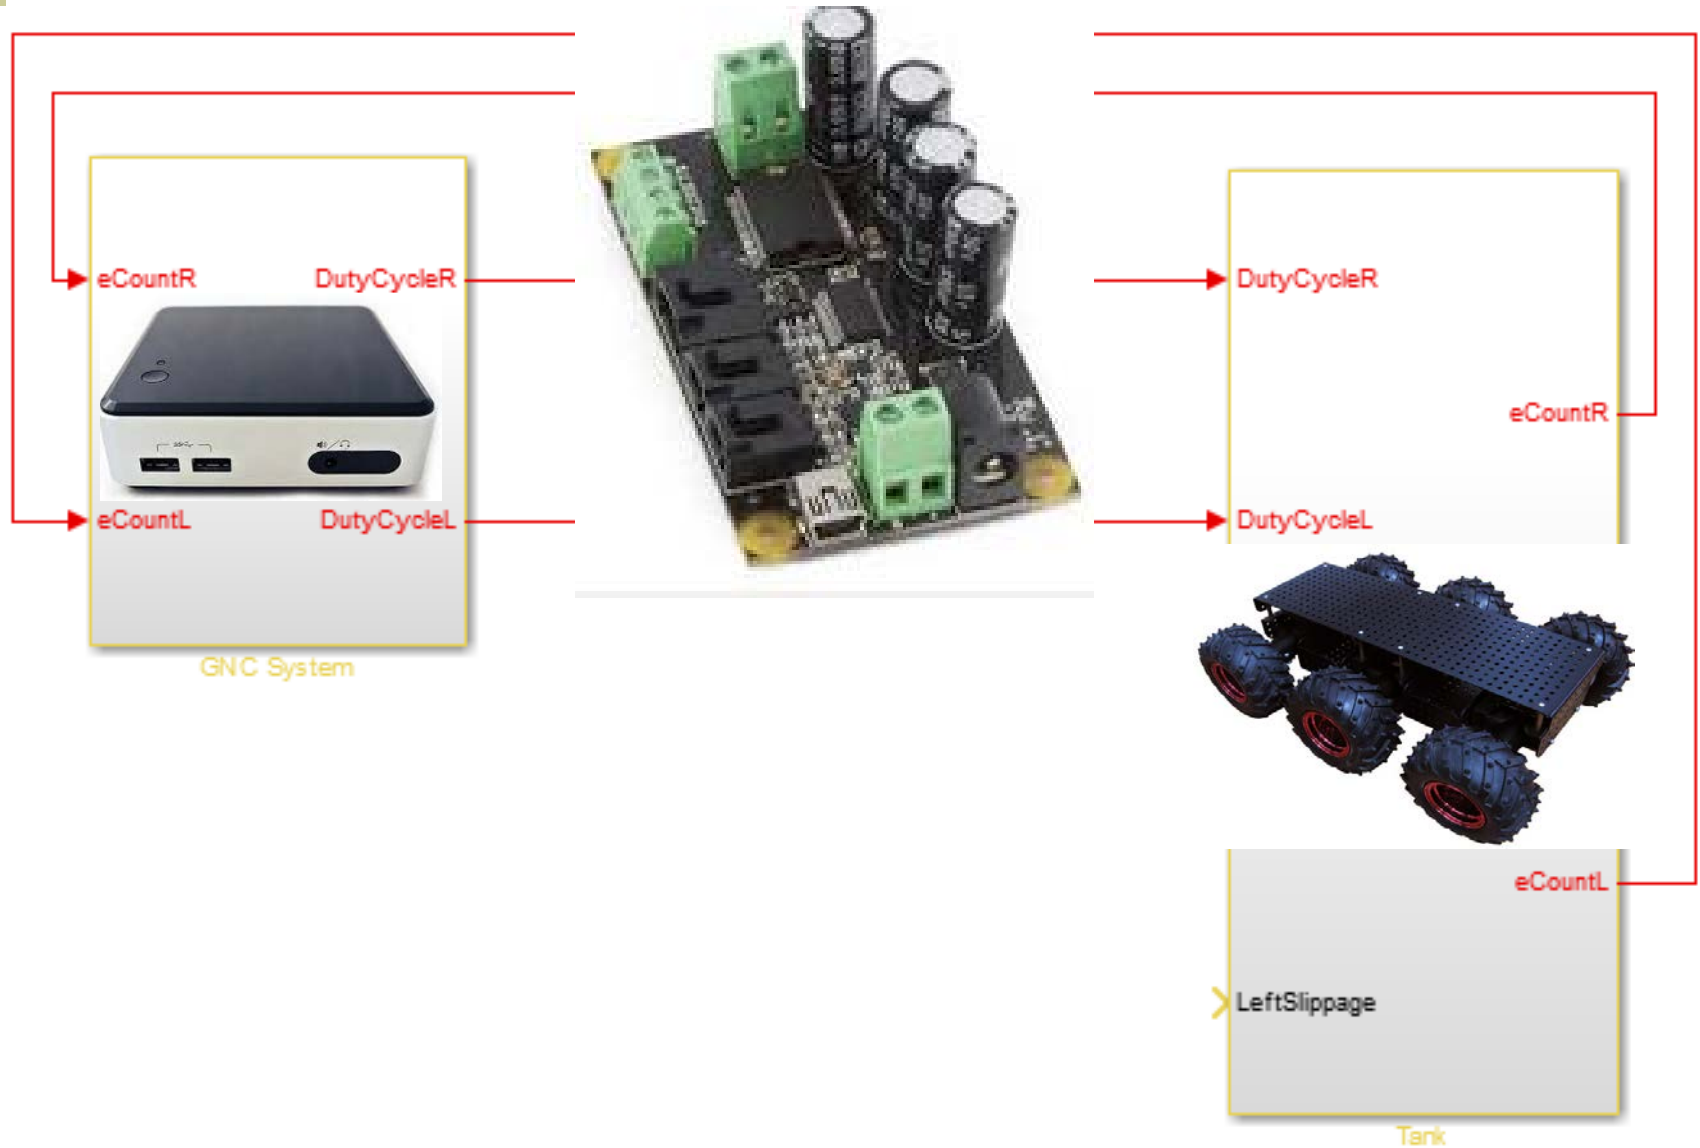 eCountR
DutyCycleR
eCountL
DutyCycleL
GNC System
DutyCycleR
eCountR
DutyCycleL
eCountL
LeftSlippage
Tank